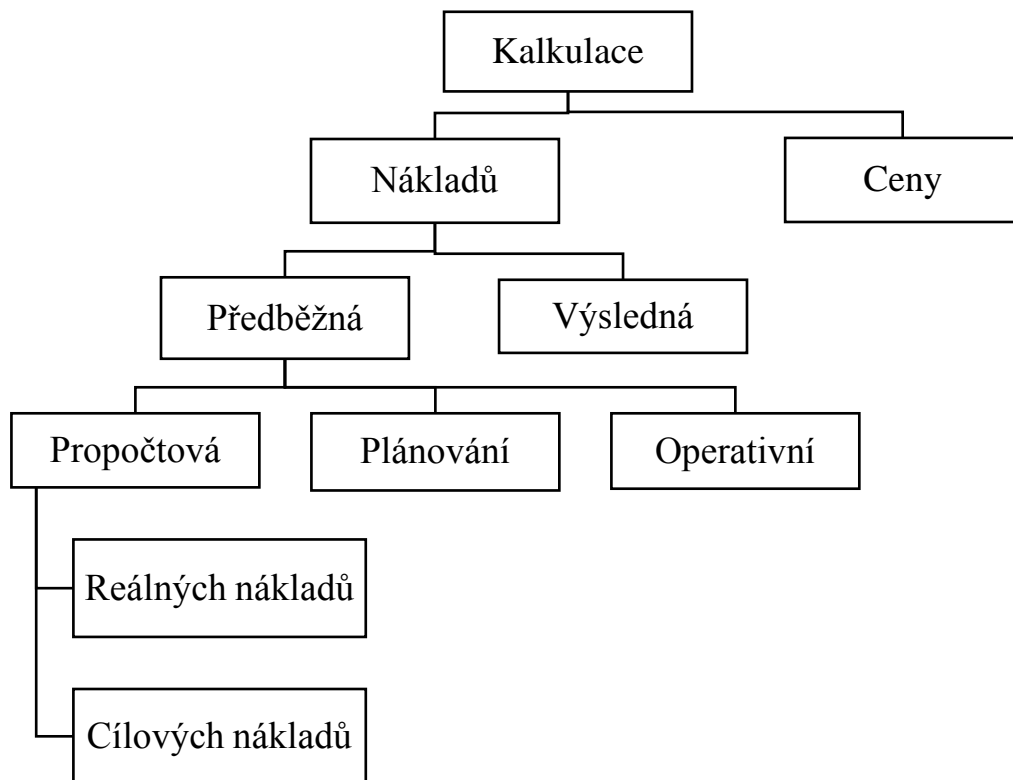 Kalkulace
Nákladů
Ceny
Předběžná
Výsledná
Propočtová
Plánování
Operativní
Reálných nákladů
Cílových nákladů